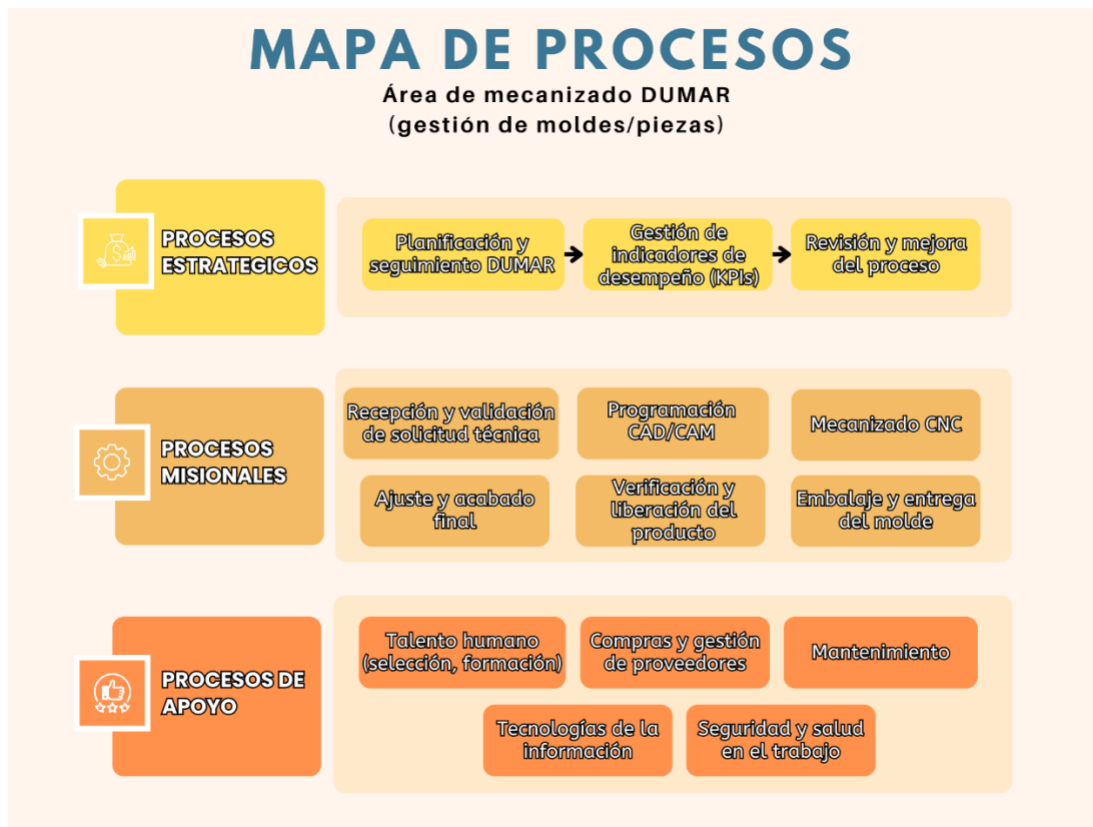 MAPA DE PROCESOS
Área de mecanizado DUMAR
(gestión de moldes/piezas)
PROCESOS
ESTRATEGICOS
Planificación y
seguimiento DUMAR
Gestión de
indicadores de
desempeño (KPIs)
Revisión y mejora
del proceso
PROCESOS
MISIONALES
Recepción y validación
de solicitud técnica
Programación
CAD/CAM
Mecanizado CNC
Ajuste y acabado
final
Verificación y
liberación del
producto
Embalaje y entrega
del molde
PROCESOS DE
APOYO
Talento humano
(selección, formación)
Compras y gestión
de proveedores
Mantenimiento
Tecnologías de la
información
Seguridad y salud
en el trabajo